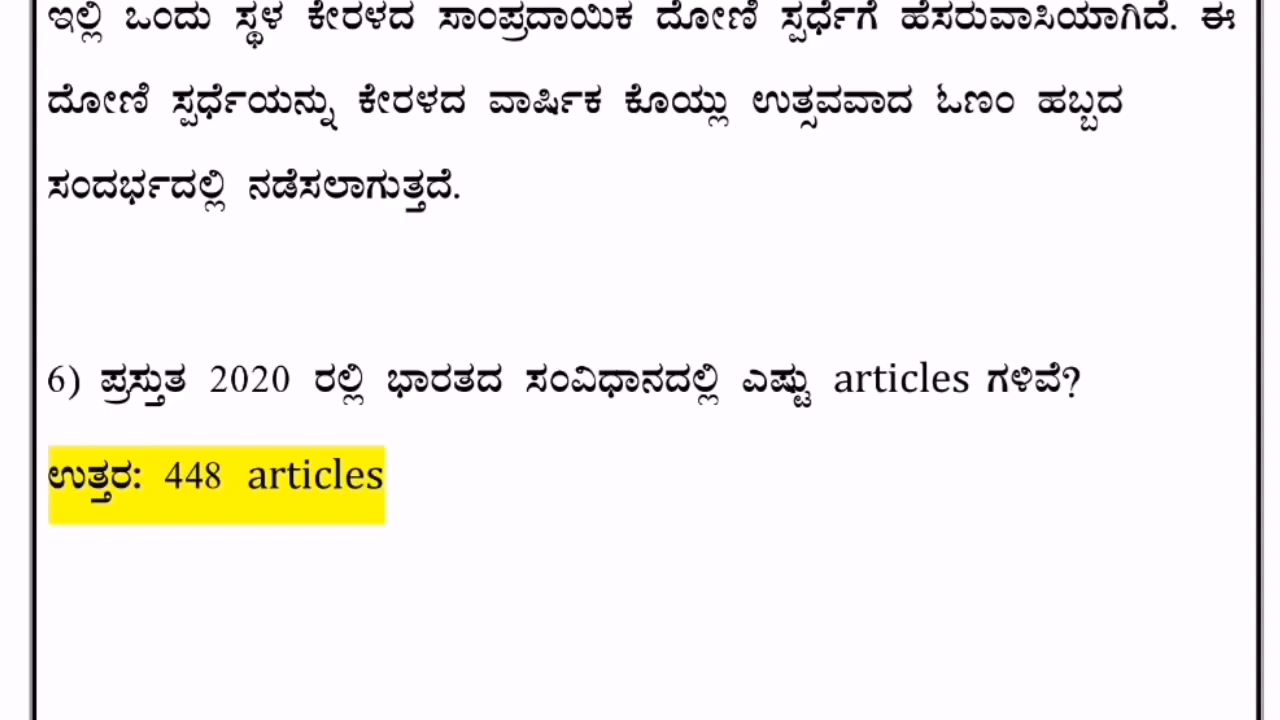 ಇಲ್ಲಿ ಒಂದು ಸ್ಥಳ ಕೇರಳದ ಸಾಂಪ್ರದಾಯಿಕ ದೋಣಿ ಸ್ಪರ್ಧೆಗೆ ಹೆಸರುವಾಸಿಯಾಗಿದೆ. ಈ
ದೋಣಿ ಸ್ಪರ್ಧೆಯನ್ನು ಕೇರಳದ ವಾರ್ಷಿಕ ಕೊಯ್ಲು ಉತ್ಸವವಾದ ಓಣಂ ಹಬ್ಬದ
ಸಂದರ್ಭದಲ್ಲಿ ನಡೆಸಲಾಗುತ್ತದೆ.
6) ಪ್ರಸ್ತುತ 2020 ರಲ್ಲಿ ಭಾರತದ ಸಂವಿಧಾನದಲ್ಲಿ ಎಷ್ಟು articles ಗಳಿವೆ?
ಉತ್ತರ: 448 articles